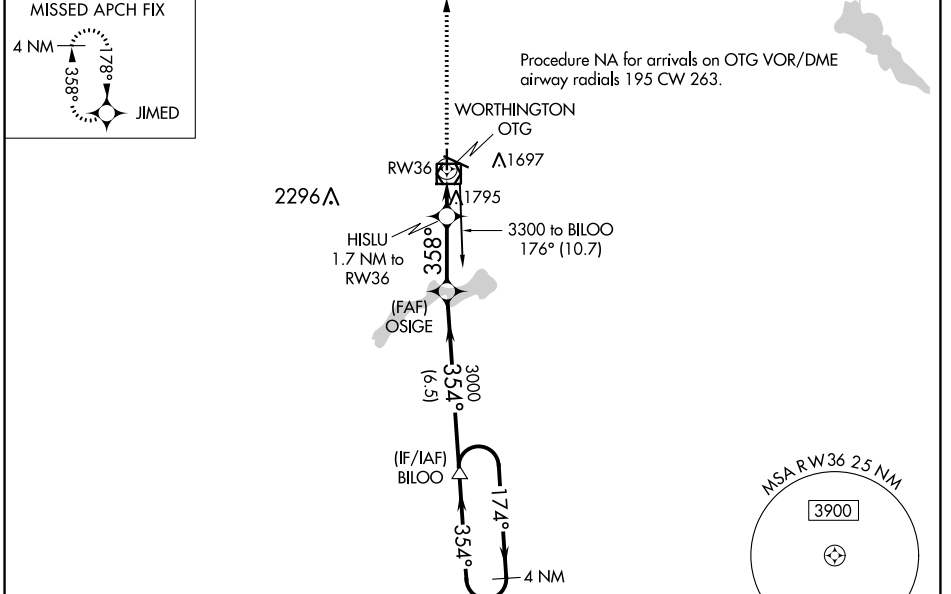 MISSED APCH FIX
4 NM
178°
358°
JIMED
Procedure NA for arrivals on OTG VOR/DME
airway radials 195 CW 263.
WORTHINGTON
OTG
RW36
1697
2296
1795
HISLU
1.7 NM to
RW36
358°
3300 to BILOO
176° (10.7)
(FAF)
OSIGE
3000
354°
(6.5)
(IF/IAF)
BILOO
174°
354°
4 NM
MSA RW36 25 NM
3900